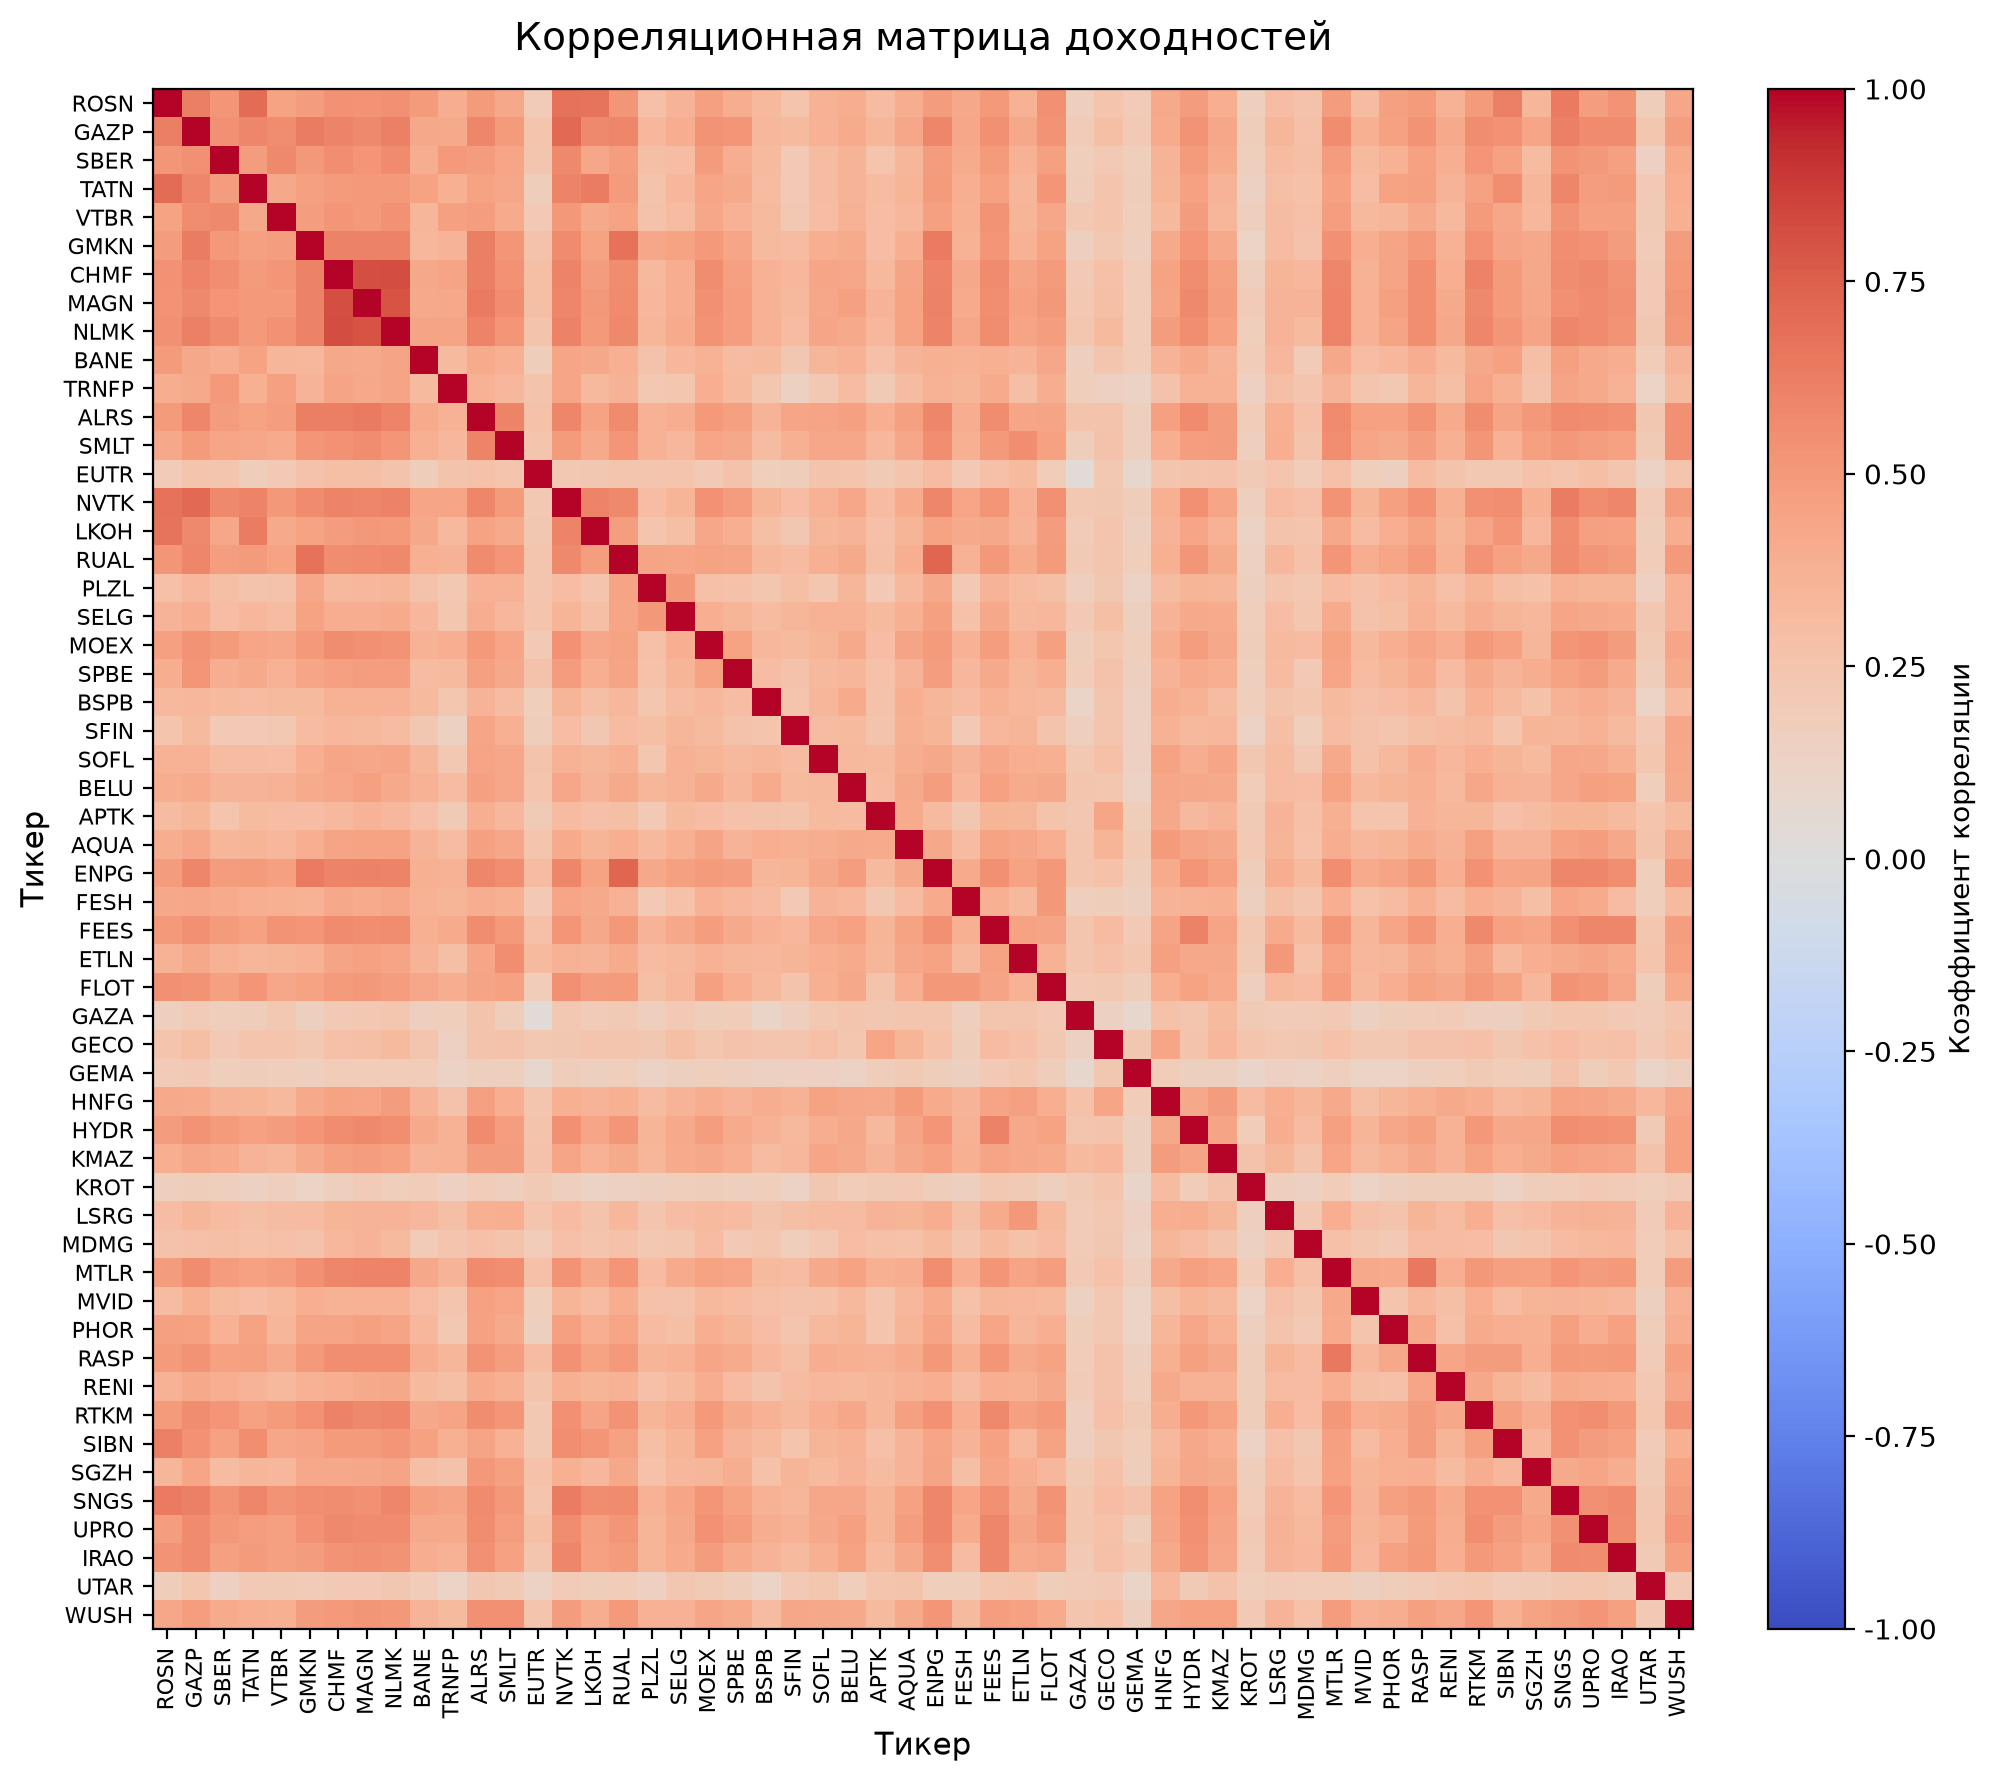 Корреляционная матрица доходностей
ROSN
GAZP
SBER
TATN
VTBR
GMKN
CHMF
MAGN
NLMK
BANE
TRNFP
ALRS
SMLT
EUTR
NVTK
LKOH
RUAL
PLZL
SELG
MOEX
SPBE
BSPB
SFIN
SOFL
BELU
APTK
AQUA
ENPG
FESH
FEES
ETLN
FLOT
GAZA
GECO
GEMA
HNFG
HYDR
KMAZ
KROT
LSRG
MDMG
MTLR
MVID
PHOR
RASP
RENI
RTKM
SIBN
SGZH
SNGS
UPRO
IRAO
UTAR
WUSH
Тикер
ROSN
GAZP
SBER
TATN
VTBR
GMKN
CHMF
MAGN
NLMK
BANE
TRNFP
ALRS
SMLT
EUTR
NVTK
LKOH
RUAL
PLZL
SELG
MOEX
SPBE
BSPB
SFIN
SOFL
BELU
APTK
AQUA
ENPG
FESH
FEES
ETLN
FLOT
GAZA
GECO
GEMA
HNFG
HYDR
KMAZ
KROT
LSRG
MDMG
MTLR
MVID
PHOR
RASP
RENI
RTKM
SIBN
SGZH
SNGS
UPRO
IRAO
UTAR
WUSH
Тикер
1.00
0.75
0.50
0.25
0.00
-0.25
-0.50
-0.75
-1.00
Коэффициент корреляции